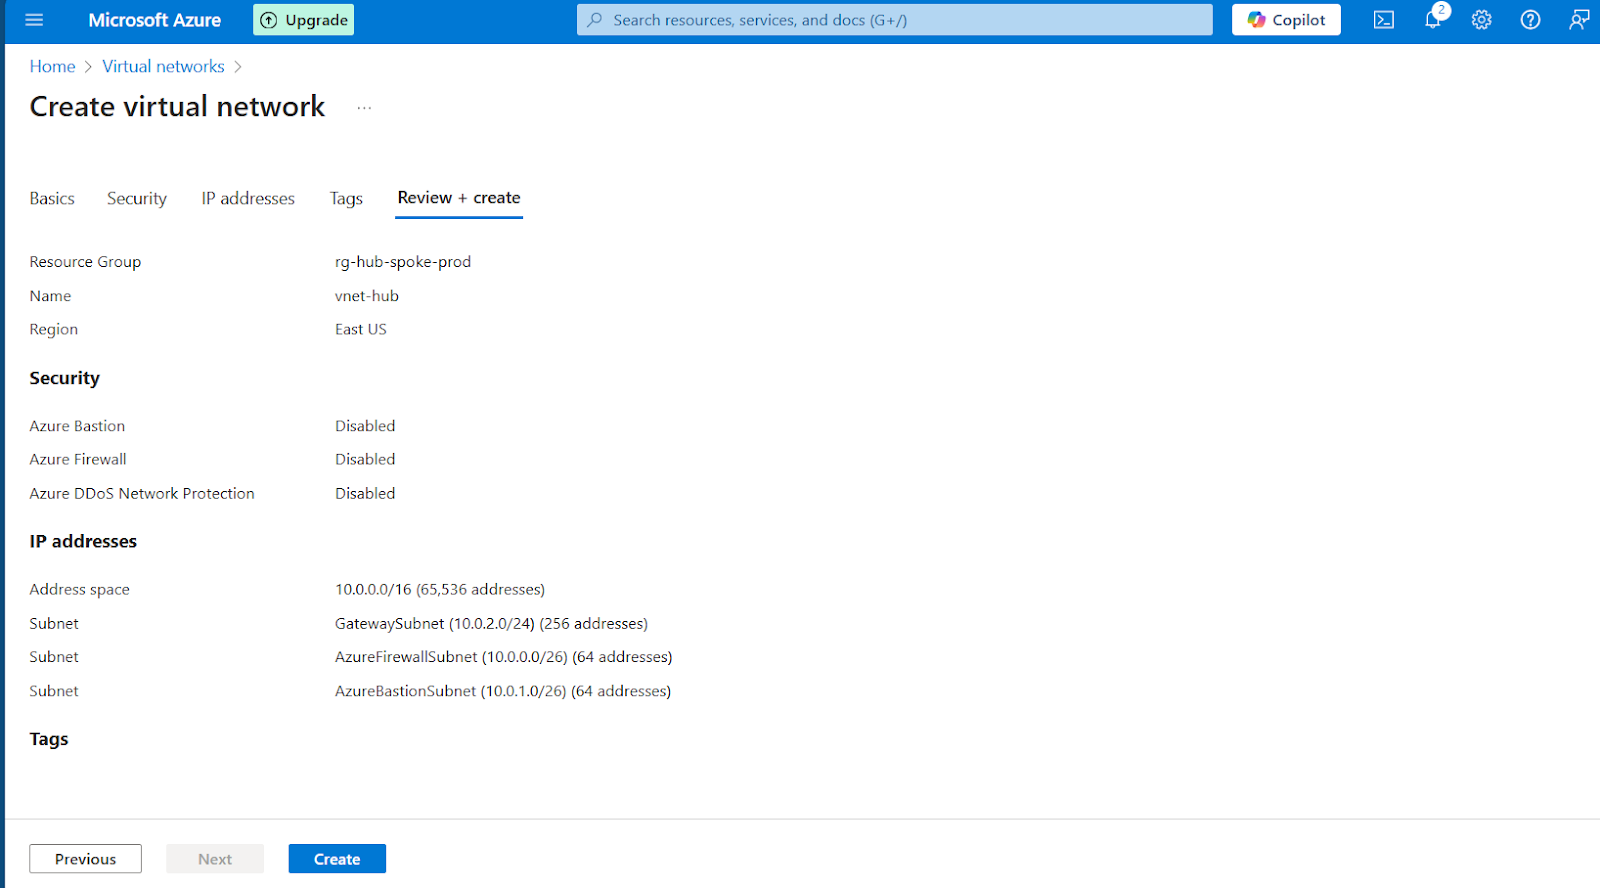 Microsoft Azure Upgrade Search resources, services, and docs (G+/) Copilot 2
Home > Virtual networks >
Create virtual network ...
Basics Security IP addresses Tags Review + create
Resource Group rg-hub-spoke-prod
Name vnet-hub
Region East US
Security
Azure Bastion Disabled
Azure Firewall Disabled
Azure DDoS Network Protection Disabled
IP addresses
Address space 10.0.0.0/16 (65,536 addresses)
Subnet GatewaySubnet (10.0.2.0/24) (256 addresses)
Subnet AzureFirewallSubnet (10.0.0.0/26) (64 addresses)
Subnet AzureBastionSubnet (10.0.1.0/26) (64 addresses)
Tags
Previous Next Create